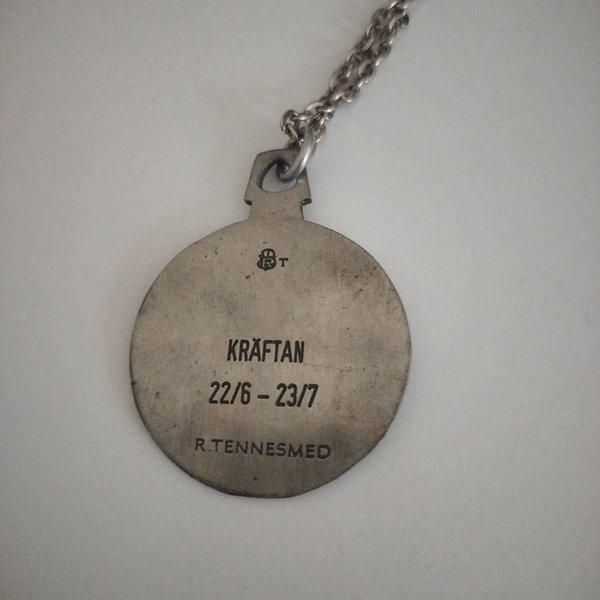 R T
KRÄFTAN
22/6 – 23/7
R.TENNESMED